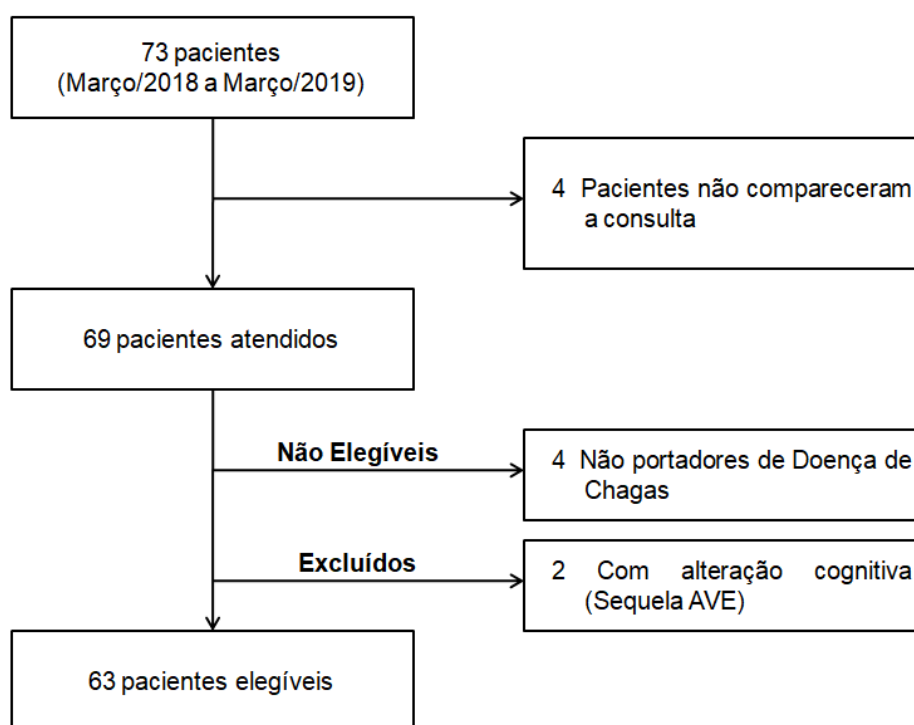 73 pacientes
(Março/2018 a Março/2019)
4 Pacientes não compareceram
a consulta
69 pacientes atendidos
Não Elegíveis
4 Não portadores de Doença de
Chagas
Excluídos
2 Com alteração cognitiva
(Sequela AVE)
63 pacientes elegíveis